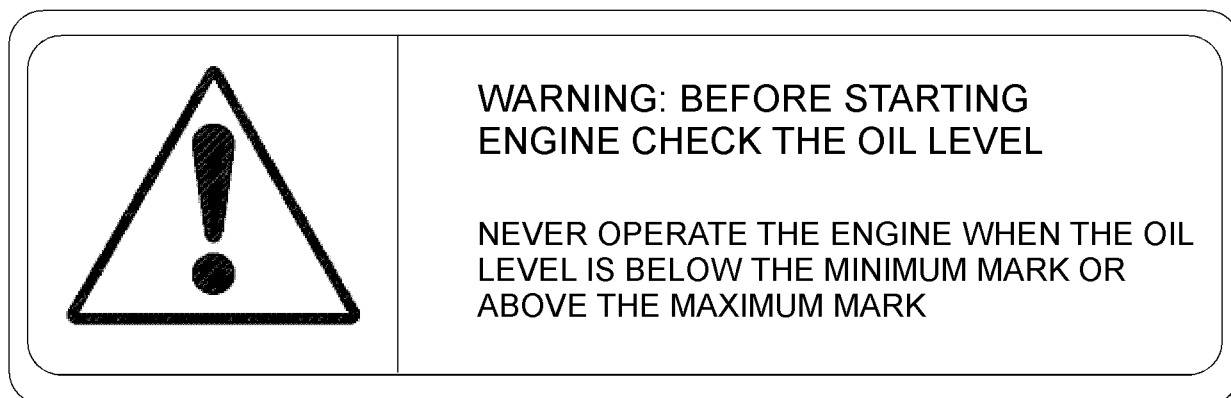 WARNING: BEFORE STARTING
ENGINE CHECK THE OIL LEVEL
NEVER OPERATE THE ENGINE WHEN THE OIL
LEVEL IS BELOW THE MINIMUM MARK OR
ABOVE THE MAXIMUM MARK